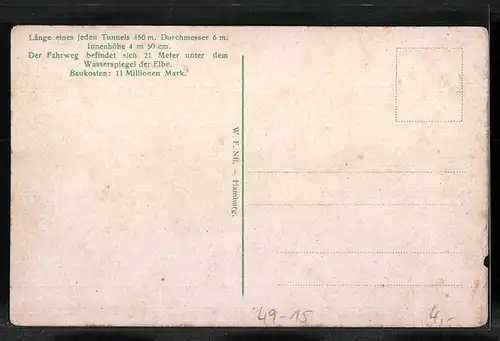 Länge eines jeden Tunnels 450 m. Durchmesser 6 m.
Innenhöhe 4 m 50 cm.
Der Fahrweg befindet sich 21 Meter unter dem
Wasserspiegel der Elbe.
Baukosten: 11 Millionen Mark.
W. F. Nfl. — Hamburg.
49-15
4,-